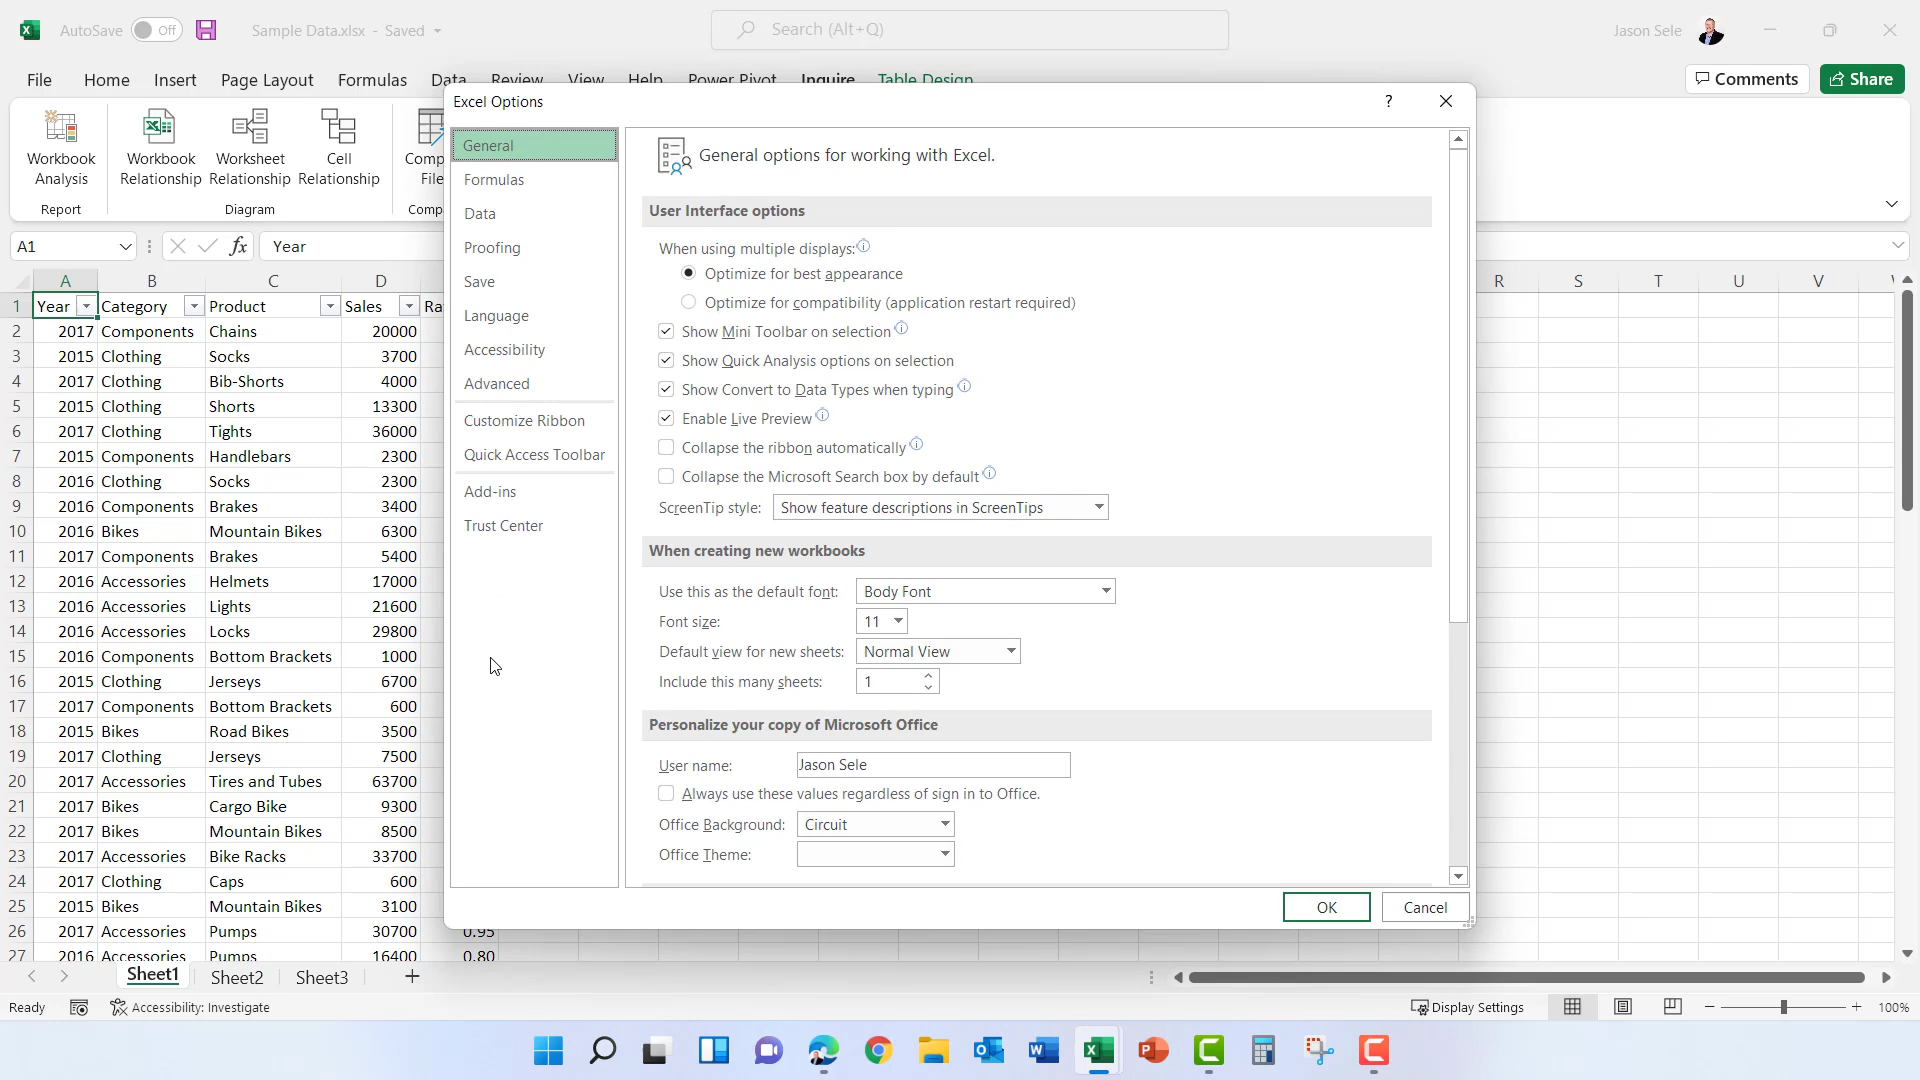 AutoSave Off Sample Data.xlsx - Saved Search (Alt+Q) Jason Sele
File Home Insert Page Layout Formulas Data Review View Help Power Pivot Inquire Table Design Comments Share
Workbook Analysis
Workbook Relationship
Worksheet Relationship
Cell Relationship
Report
Diagram
A1 fx Year
A B C D R S T U V
1 Year Category Product Sales
2 2017 Components Chains 20000
3 2015 Clothing Socks 3700
4 2017 Clothing Bib-Shorts 4000
5 2015 Clothing Shorts 13300
6 2017 Clothing Tights 36000
7 2015 Components Handlebars 2300
8 2016 Clothing Socks 2300
9 2016 Components Brakes 3400
10 2016 Bikes Mountain Bikes 6300
11 2017 Components Brakes 5400
12 2016 Accessories Helmets 17000
13 2016 Accessories Lights 21600
14 2016 Accessories Locks 29800
15 2016 Components Bottom Brackets 1000
16 2015 Clothing Jerseys 6700
17 2017 Components Bottom Brackets 600
18 2015 Bikes Road Bikes 3500
19 2017 Clothing Jerseys 7500
20 2017 Accessories Tires and Tubes 63700
21 2017 Bikes Cargo Bike 9300
22 2017 Bikes Mountain Bikes 8500
23 2017 Accessories Bike Racks 33700
24 2017 Clothing Caps 600
25 2015 Bikes Mountain Bikes 3100
26 2017 Accessories Pumps 30700 0.95
27 2016 Accessories Pumps 16400 0.80
Excel Options ?
General
Formulas
Data
Proofing
Save
Language
Accessibility
Advanced
Customize Ribbon
Quick Access Toolbar
Add-ins
Trust Center
General options for working with Excel.
User Interface options
When using multiple displays:
Optimize for best appearance
Optimize for compatibility (application restart required)
Show Mini Toolbar on selection
Show Quick Analysis options on selection
Show Convert to Data Types when typing
Enable Live Preview
Collapse the ribbon automatically
Collapse the Microsoft Search box by default
ScreenTip style: Show feature descriptions in ScreenTips
When creating new workbooks
Use this as the default font: Body Font
Font size: 11
Default view for new sheets: Normal View
Include this many sheets: 1
Personalize your copy of Microsoft Office
User name: Jason Sele
Always use these values regardless of sign in to Office.
Office Background: Circuit
Office Theme:
OK Cancel
Sheet1 Sheet2 Sheet3
Ready Accessibility: Investigate Display Settings 100%